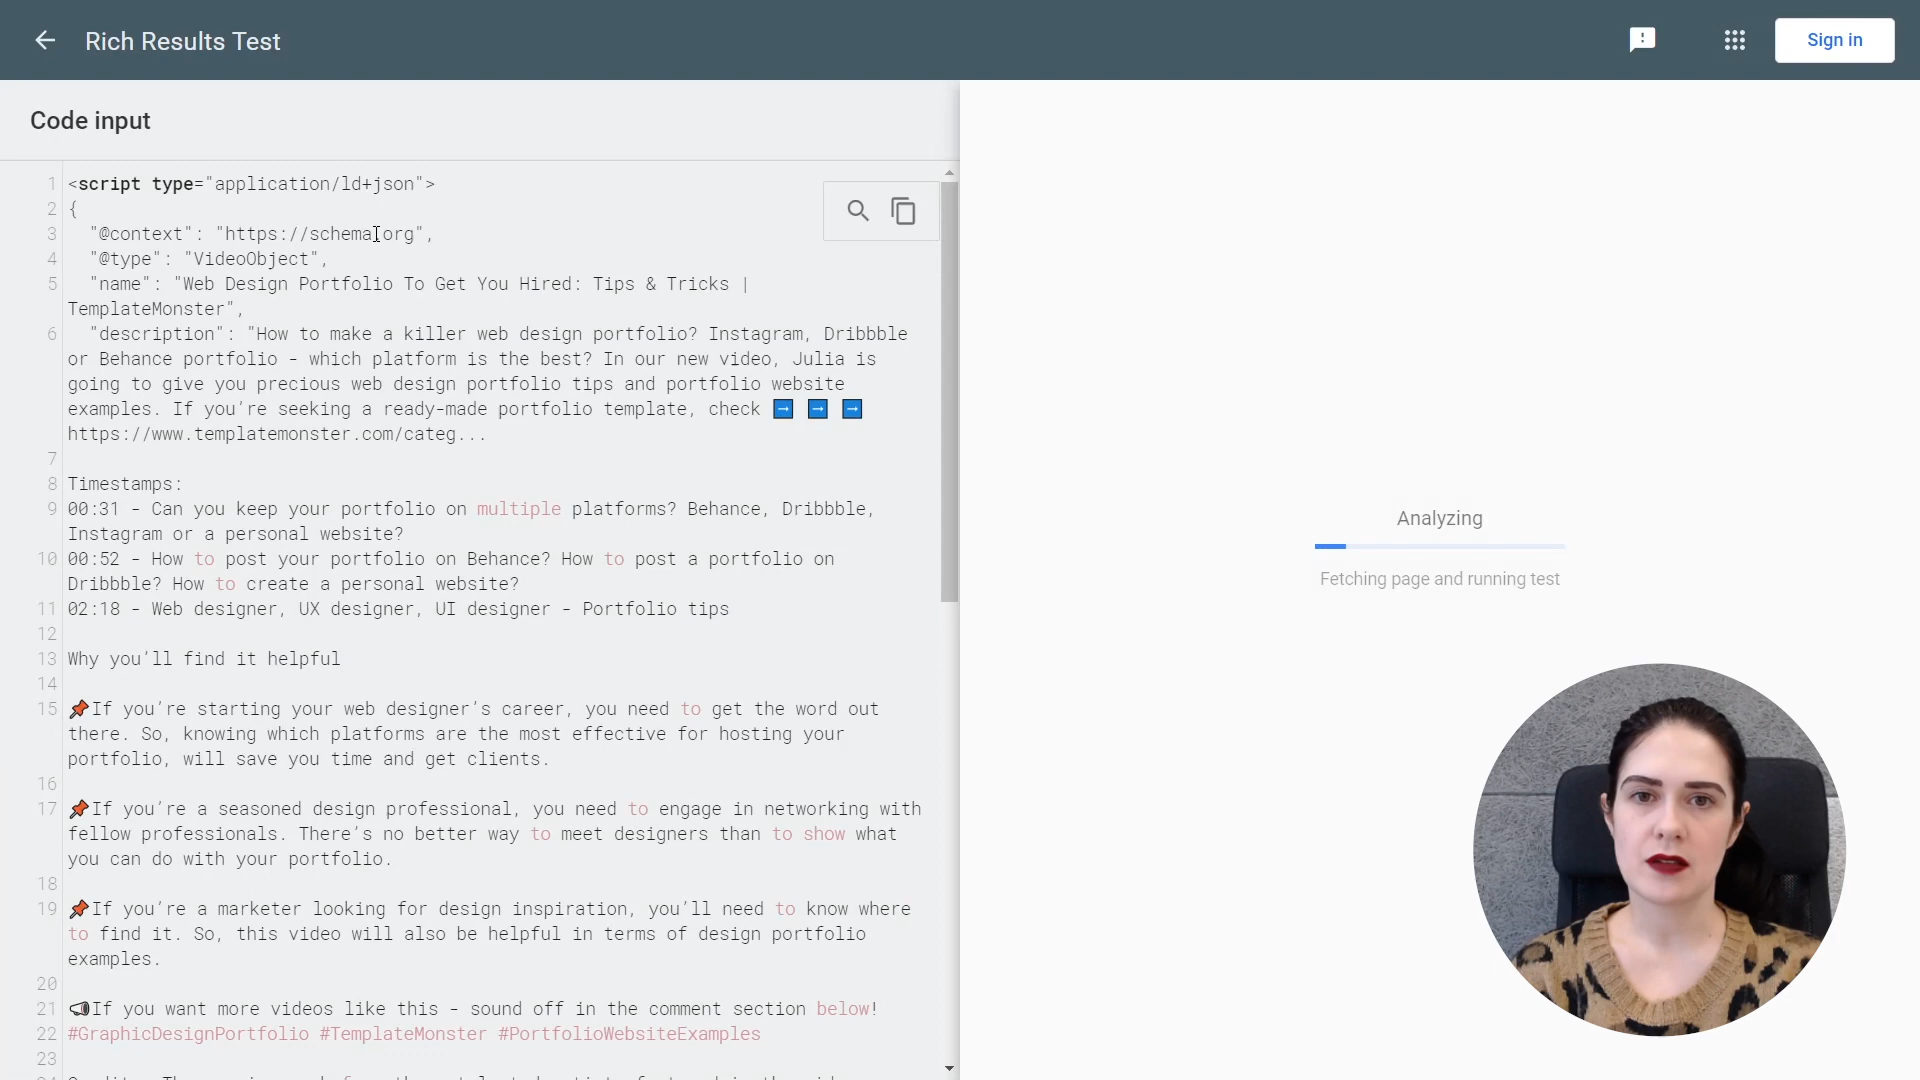 Rich Results Test
Sign in
Code input
1 <script type="application/ld+json">
2 {
3 "@context": "https://schema.org",
4 "@type": "VideoObject",
5 "name": "Web Design Portfolio To Get You Hired: Tips & Tricks |
TemplateMonster",
6 "description": "How to make a killer web design portfolio? Instagram, Dribbble
or Behance portfolio - which platform is the best? In our new video, Julia is
going to give you precious web design portfolio tips and portfolio website
examples. If you’re seeking a ready-made portfolio template, check ➡️ ➡️ ➡️
https://www.templatemonster.com/categ...
7
8 Timestamps:
9 00:31 - Can you keep your portfolio on multiple platforms? Behance, Dribbble,
Instagram or a personal website?
10 00:52 - How to post your portfolio on Behance? How to post a portfolio on
Dribbble? How to create a personal website?
11 02:18 - Web designer, UX designer, UI designer - Portfolio tips
12
13 Why you’ll find it helpful
14
15 📌If you’re starting your web designer’s career, you need to get the word out
there. So, knowing which platforms are the most effective for hosting your
portfolio, will save you time and get clients.
16
17 📌If you’re a seasoned design professional, you need to engage in networking with
fellow professionals. There’s no better way to meet designers than to show what
you can do with your portfolio.
18
19 📌If you’re a marketer looking for design inspiration, you’ll need to know where
to find it. So, this video will also be helpful in terms of design portfolio
examples.
20
21 📢If you want more videos like this - sound off in the comment section below!
22 #GraphicDesignPortfolio #TemplateMonster #PortfolioWebsiteExamples
23
Analyzing
Fetching page and running test